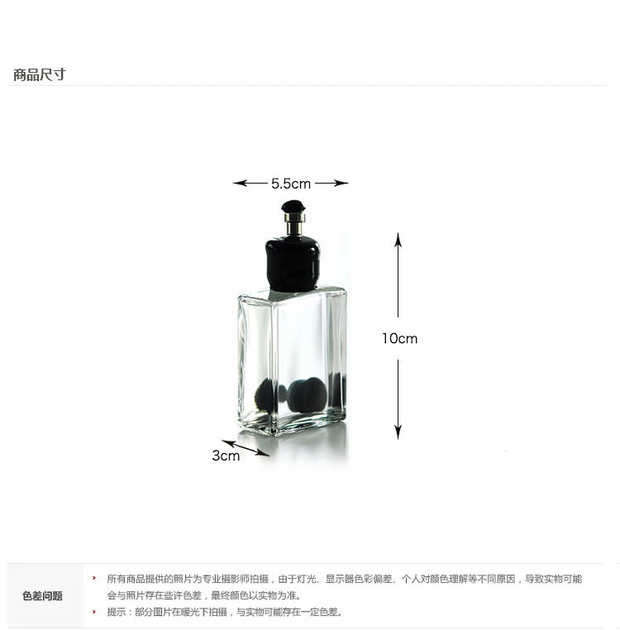 商品尺寸
5.5cm
10cm
3cm
色差问题
所有商品提供的照片为专业摄影师拍摄，由于灯光、显示器色彩偏差、个人对颜色理解等不同原因，导致实物可能
会与照片存在些许色差，最终颜色以实物为准。
提示：部分图片在暖光下拍摄，与实物可能存在一定色差。